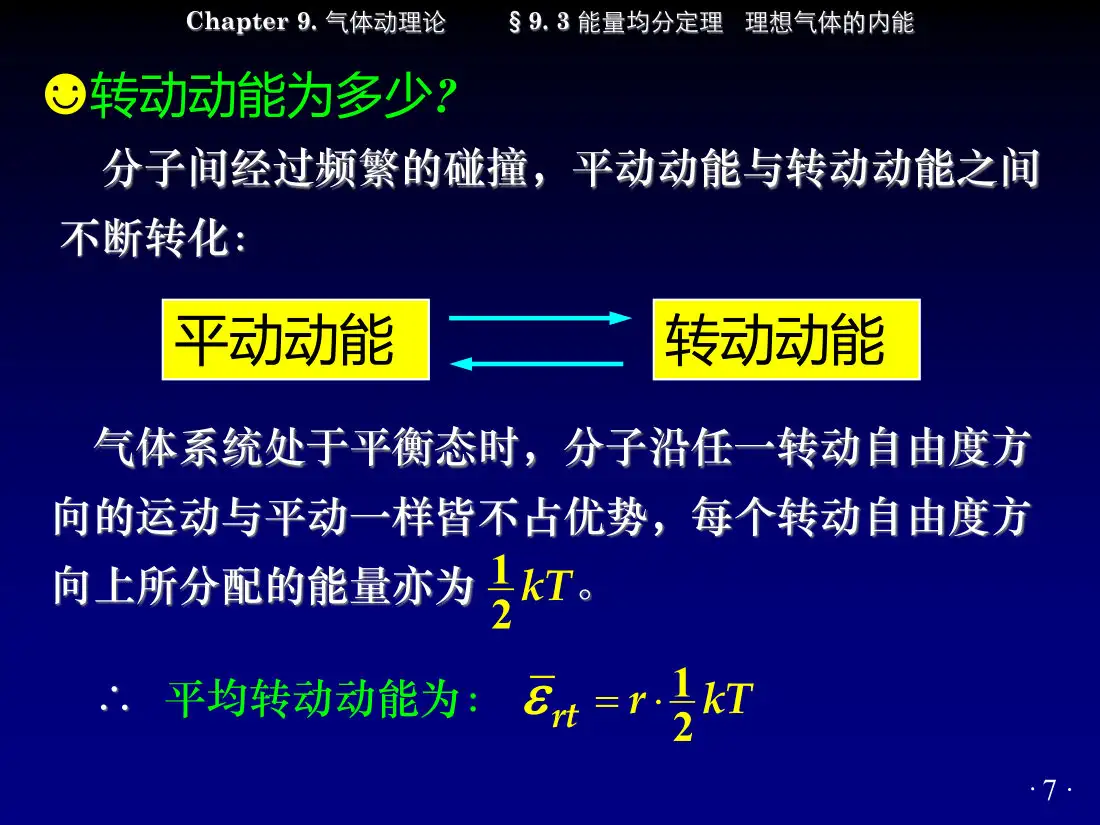 Chapter 9. 气体动理论 §9. 3 能量均分定理 理想气体的内能
转动动能为多少?
分子间经过频繁的碰撞，平动动能与转动动能之间
不断转化：
平动动能 转动动能
气体系统处于平衡态时，分子沿任一转动自由度方
向的运动与平动一样皆不占优势，每个转动自由度方
向上所分配的能量亦为 1/2 kT 。
∴ 平均转动动能为： ε̅_rt = r · 1/2 kT
· 7 ·